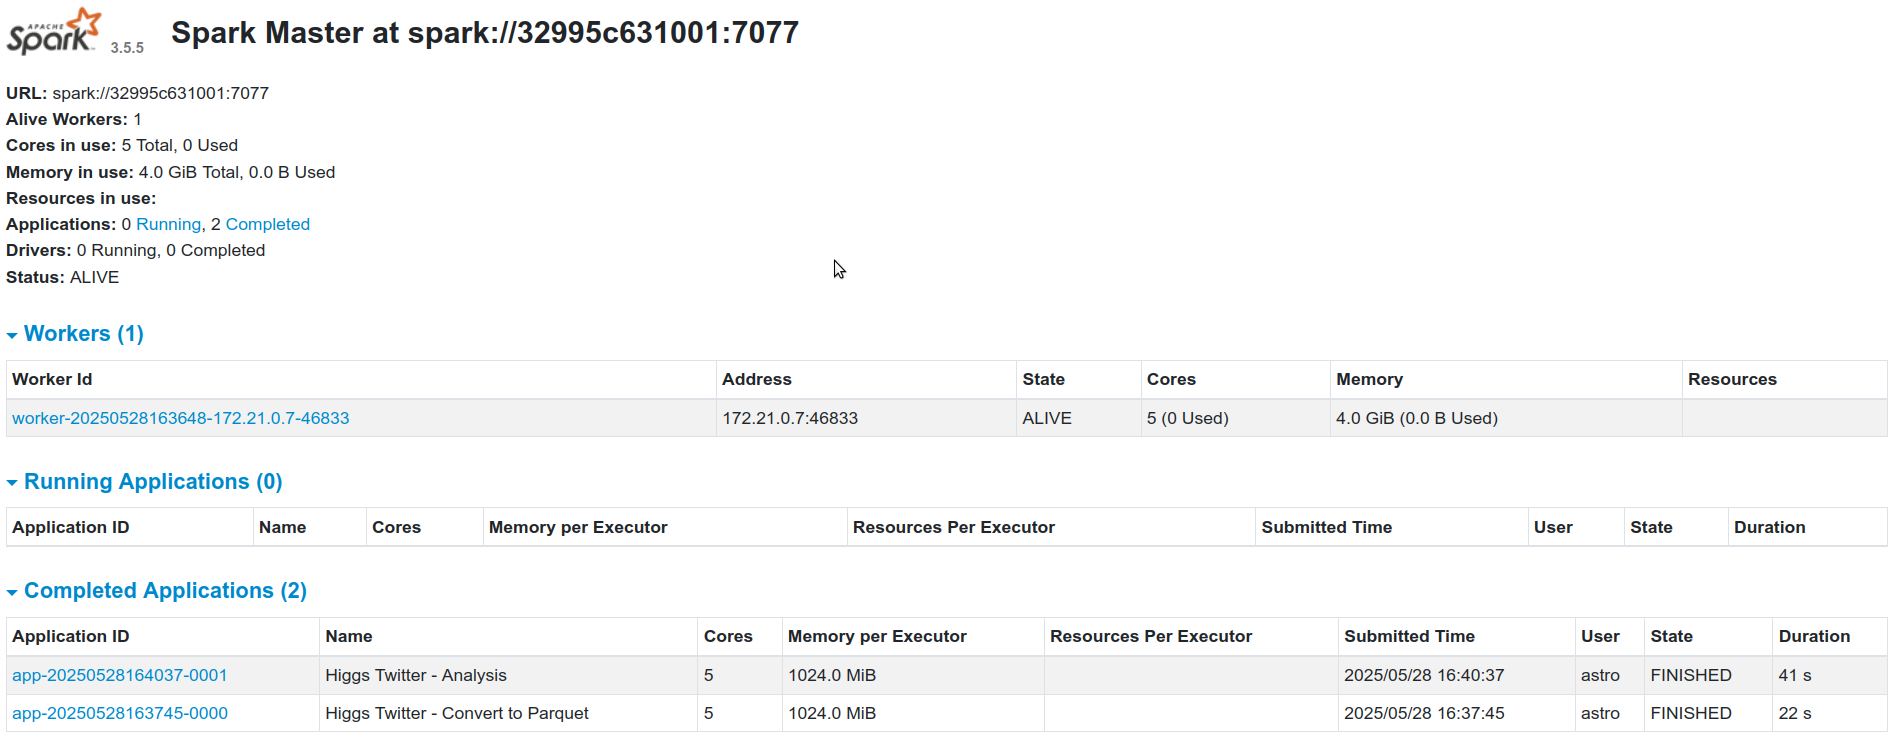 APACHE
Spark 3.5.5 Spark Master at spark://32995c631001:7077
URL: spark://32995c631001:7077
Alive Workers: 1
Cores in use: 5 Total, 0 Used
Memory in use: 4.0 GiB Total, 0.0 B Used
Resources in use:
Applications: 0 Running, 2 Completed
Drivers: 0 Running, 0 Completed
Status: ALIVE
Workers (1)
Worker Id Address State Cores Memory Resources
worker-20250528163648-172.21.0.7-46833 172.21.0.7:46833 ALIVE 5 (0 Used) 4.0 GiB (0.0 B Used)
Running Applications (0)
Application ID Name Cores Memory per Executor Resources Per Executor Submitted Time User State Duration
Completed Applications (2)
Application ID Name Cores Memory per Executor Resources Per Executor Submitted Time User State Duration
app-20250528164037-0001 Higgs Twitter - Analysis 5 1024.0 MiB 2025/05/28 16:40:37 astro FINISHED 41 s
app-20250528163745-0000 Higgs Twitter - Convert to Parquet 5 1024.0 MiB 2025/05/28 16:37:45 astro FINISHED 22 s